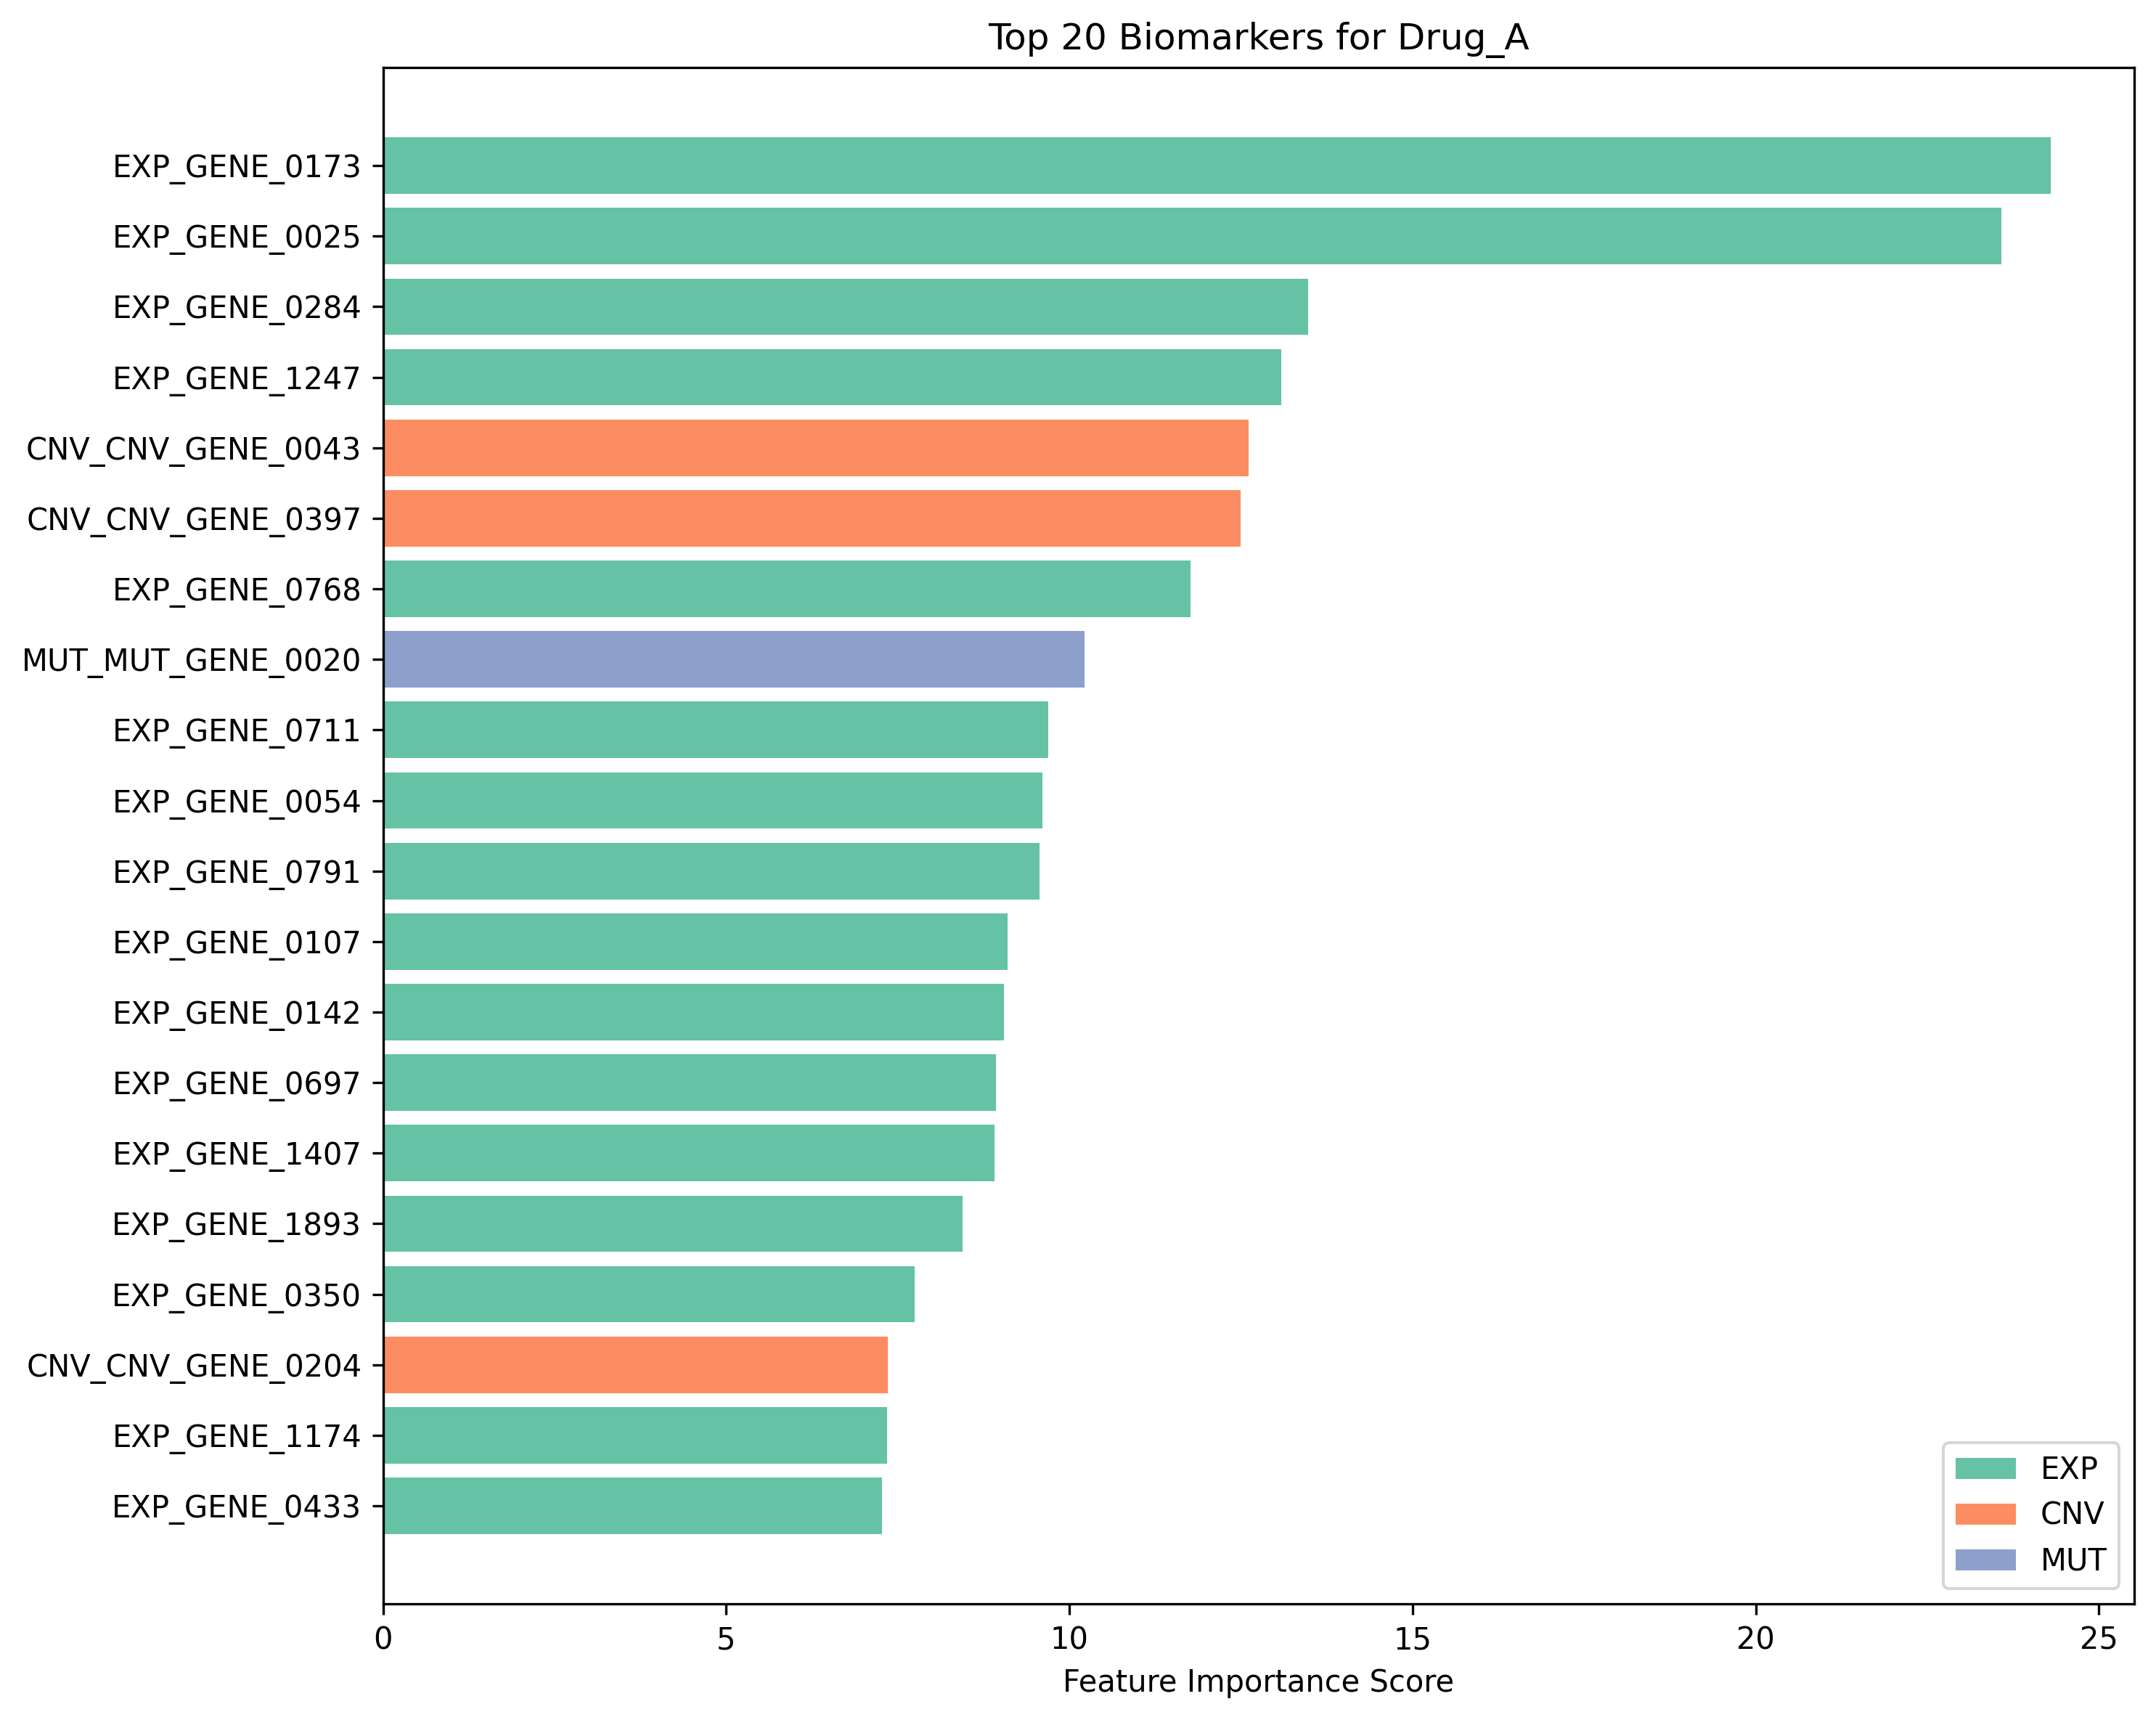 Top 20 Biomarkers for Drug_A
EXP_GENE_0173
EXP_GENE_0025
EXP_GENE_0284
EXP_GENE_1247
CNV_CNV_GENE_0043
CNV_CNV_GENE_0397
EXP_GENE_0768
MUT_MUT_GENE_0020
EXP_GENE_0711
EXP_GENE_0054
EXP_GENE_0791
EXP_GENE_0107
EXP_GENE_0142
EXP_GENE_0697
EXP_GENE_1407
EXP_GENE_1893
EXP_GENE_0350
CNV_CNV_GENE_0204
EXP_GENE_1174
EXP_GENE_0433
EXP
CNV
MUT
0 5 10 15 20 25
Feature Importance Score